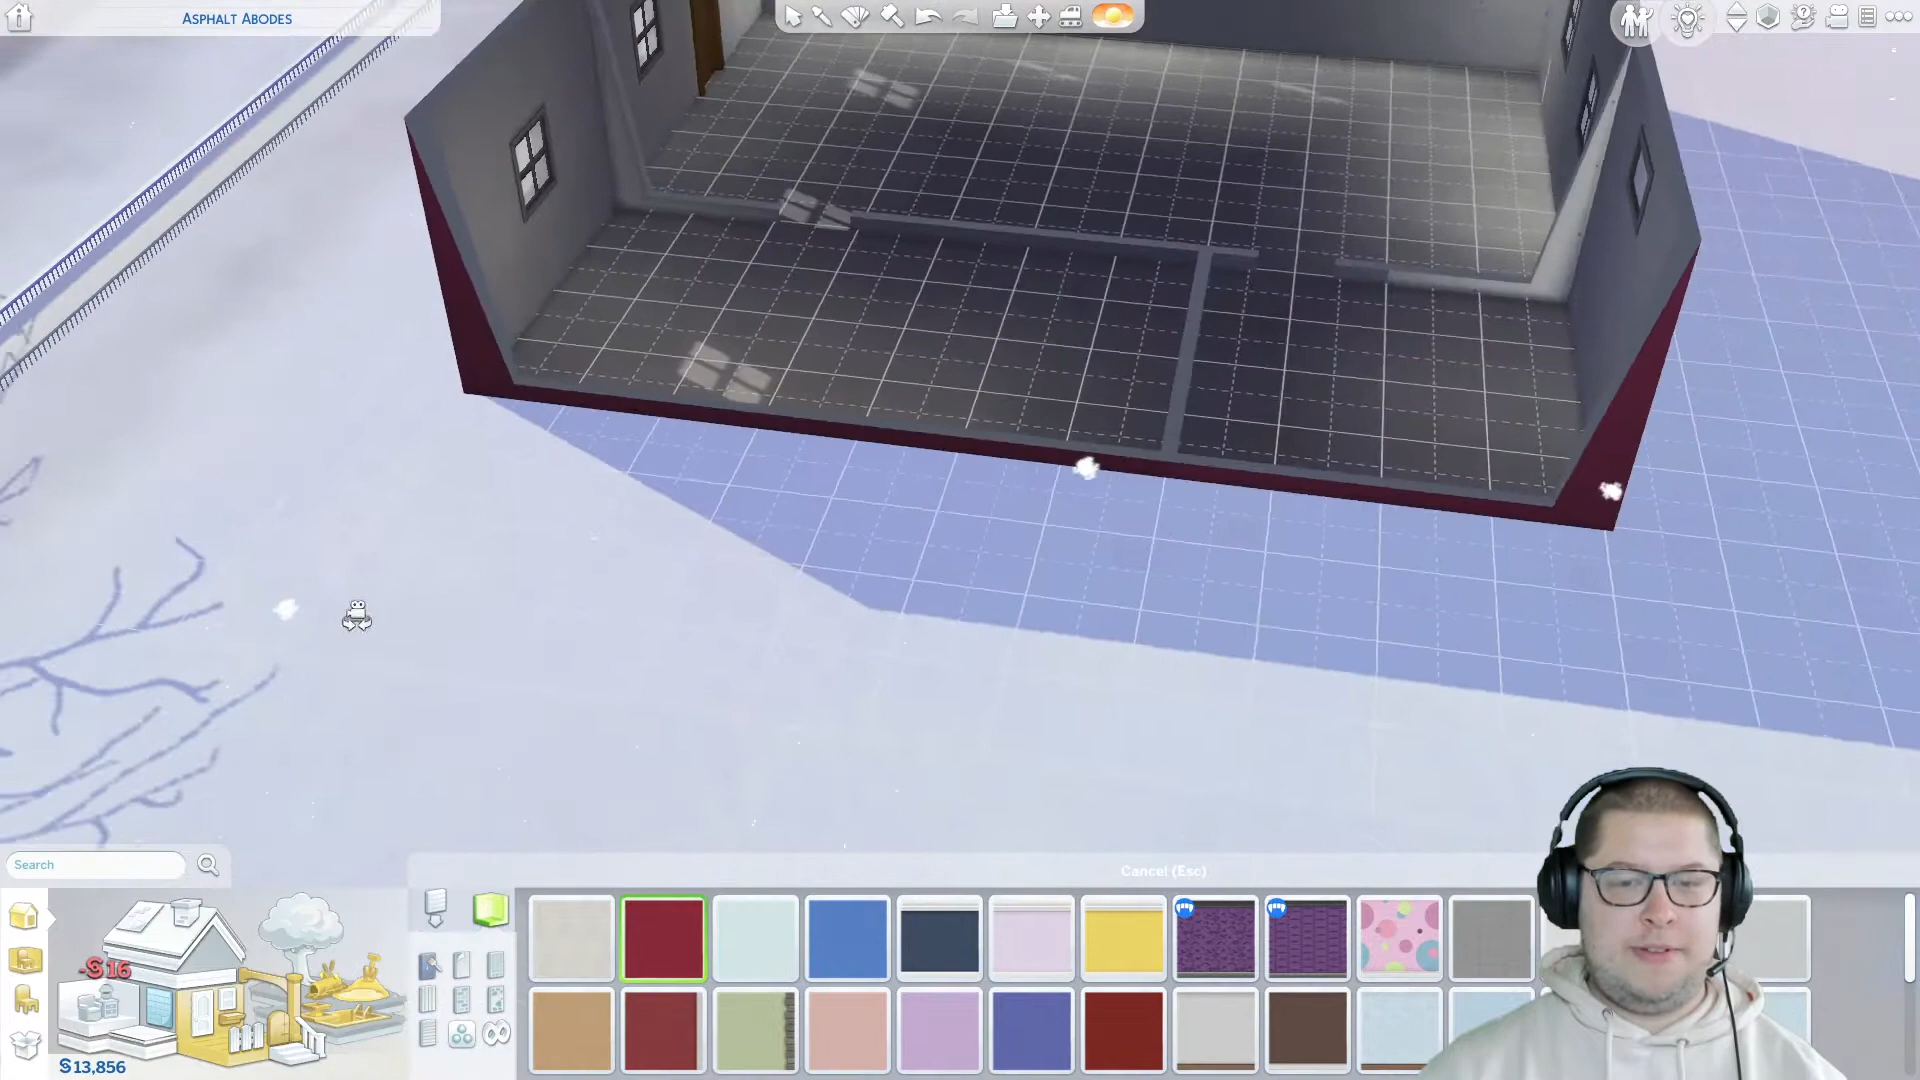 ASPHALT ABODES
Cancel (Esc)
Search
-§16
§13,856